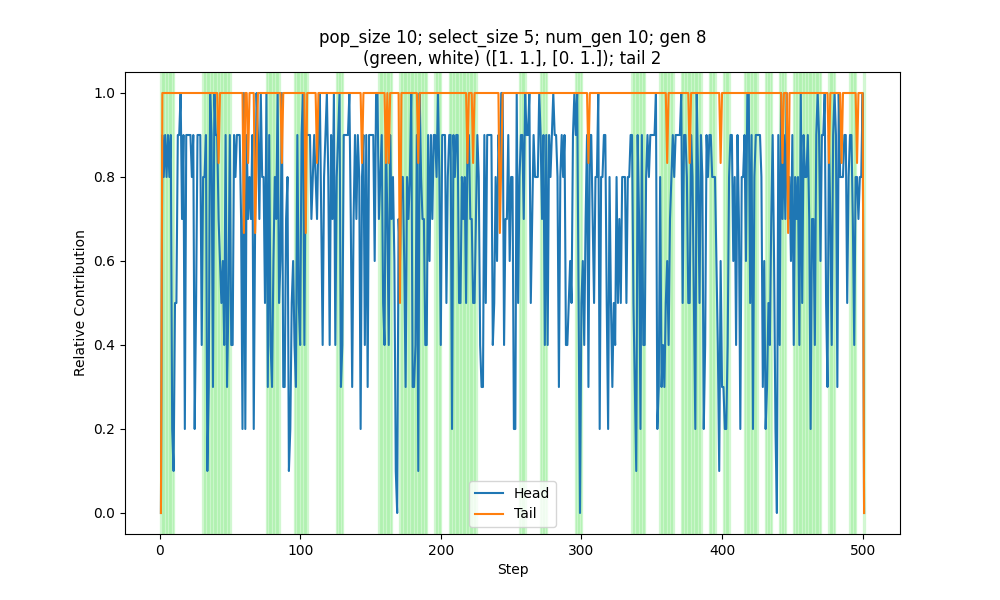 pop_size 10; select_size 5; num_gen 10; gen 8
(green, white) ([1. 1.], [0. 1.]); tail 2
Relative Contribution
1.0
0.8
0.6
0.4
0.2
0.0
Head
Tail
0
100
200
300
400
500
Step